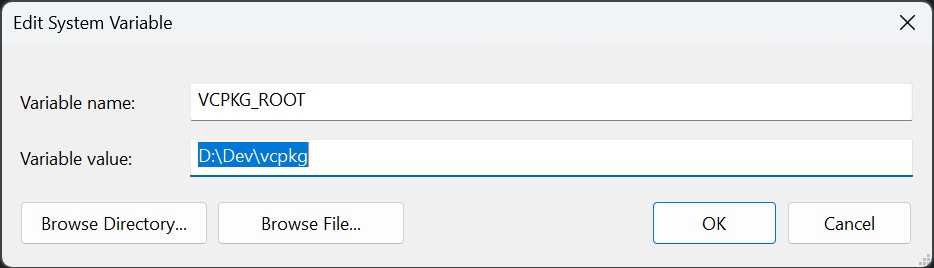 Edit System Variable
Variable name: VCPKG_ROOT
Variable value: D:\Dev\vcpkg
Browse Directory... Browse File... OK Cancel